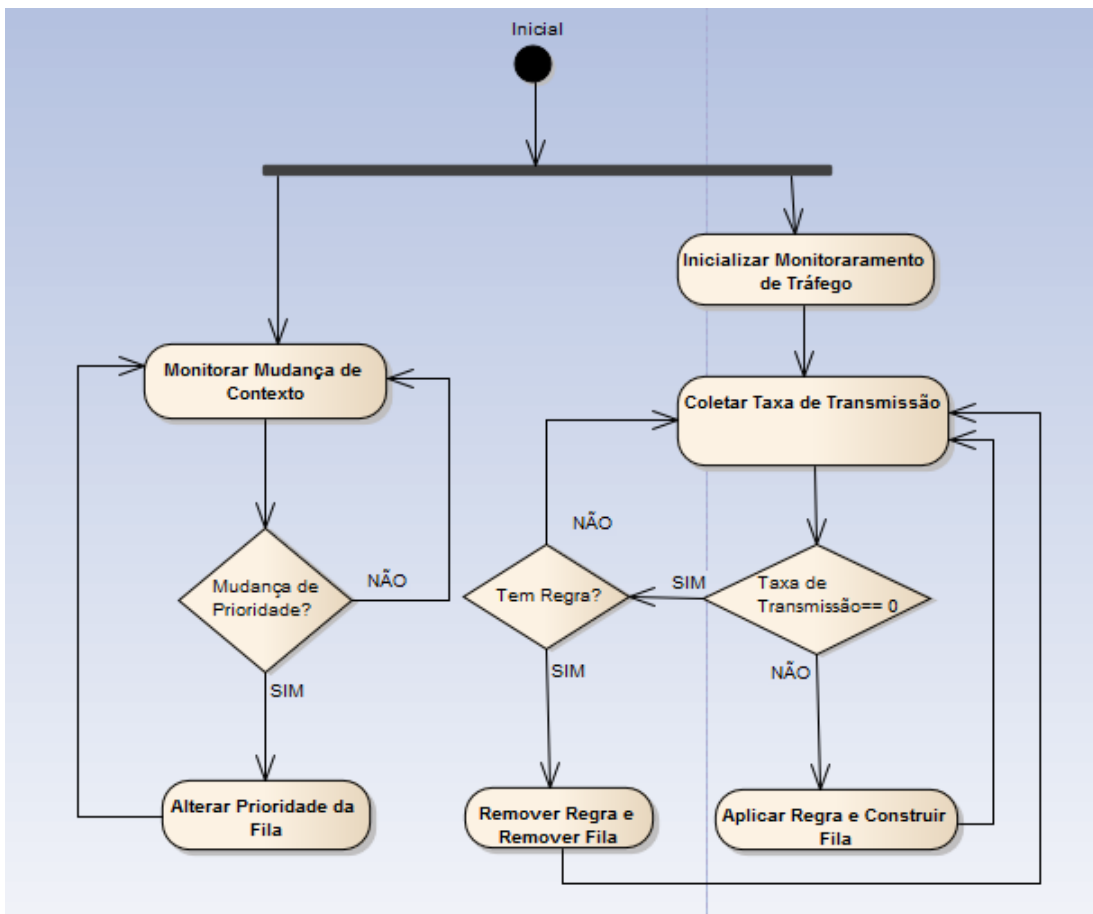 Inicial
Inicializar Monitoraramento
de Tráfego
Monitorar Mudança de
Contexto
Coletar Taxa de Transmissão
NÃO
Mudança de
Prioridade?
NÃO
Tem Regra?
SIM
Taxa de
Transmissão== 0
SIM
SIM
NÃO
Alterar Prioridade da
Fila
Remover Regra e
Remover Fila
Aplicar Regra e Construir
Fila